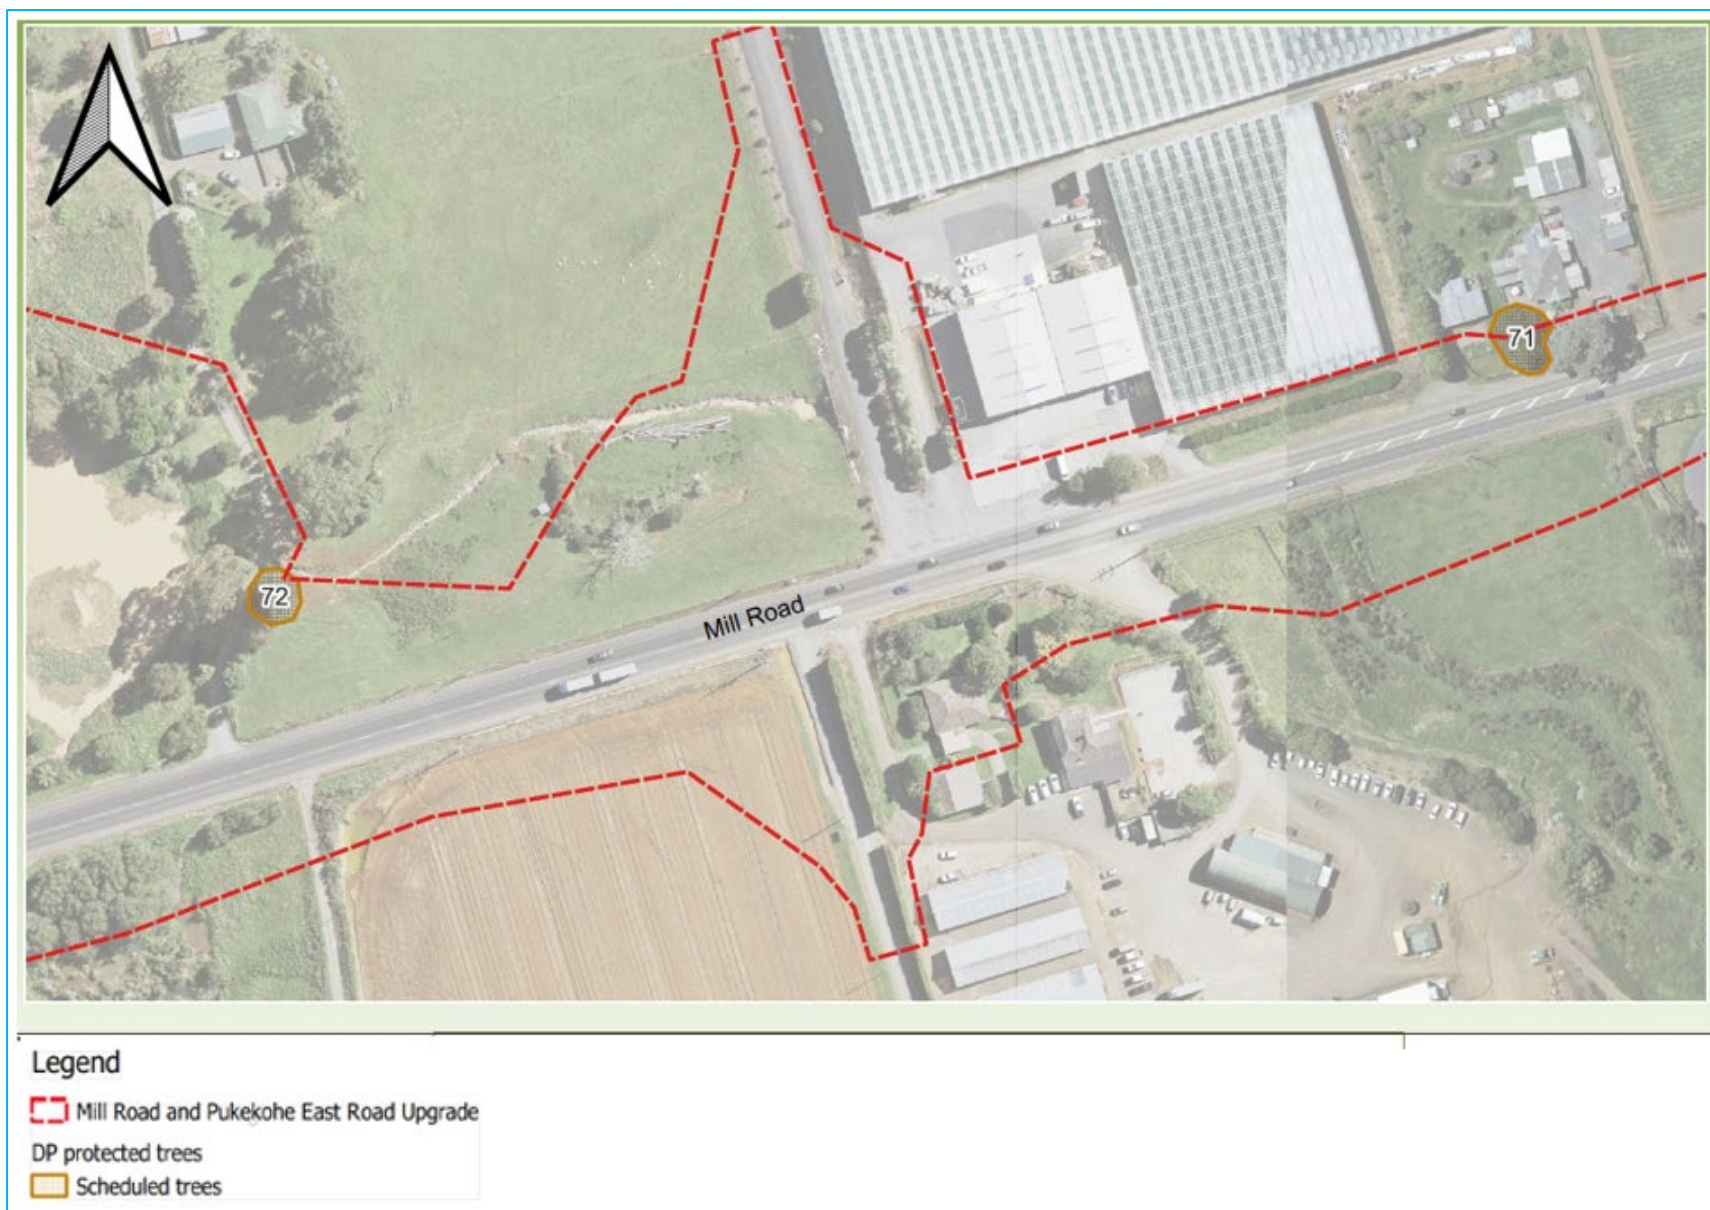 71
72
Mill Road
Legend
Mill Road and Pukekohe East Road Upgrade
DP protected trees
Scheduled trees